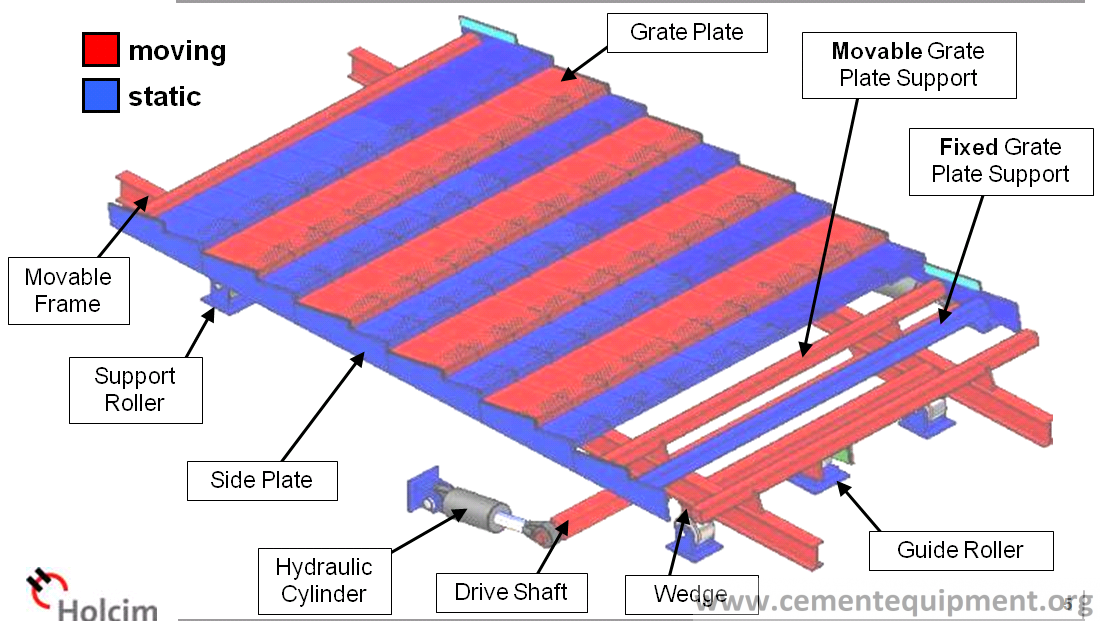 moving
static
Grate Plate
Movable Grate
Plate Support
Fixed Grate
Plate Support
Movable
Frame
Support
Roller
Side Plate
Hydraulic
Cylinder
Drive Shaft
Wedge
Guide Roller
Holcim
www.cementequipment.org
5